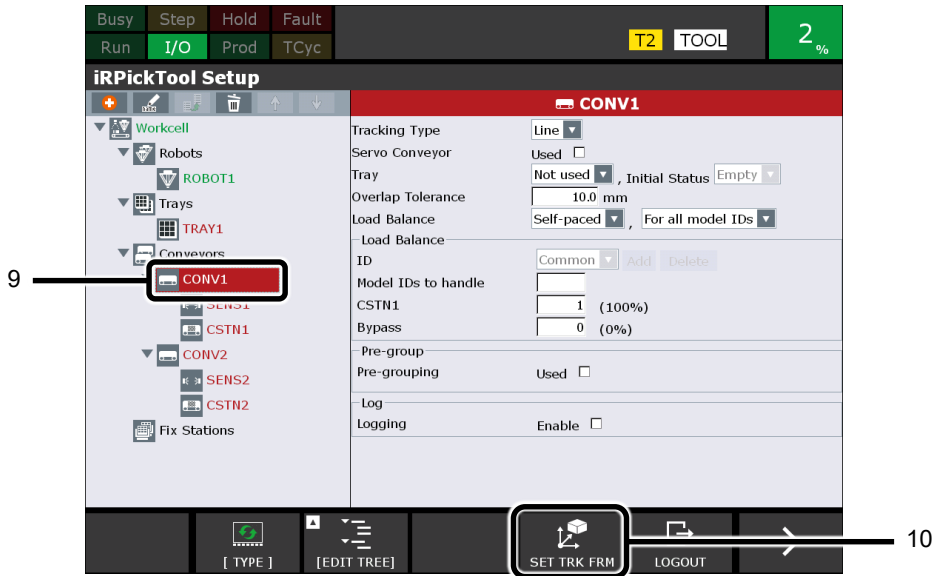 Busy Step Hold Fault
Run I/O Prod TCyc
T2 TOOL
2 %
iRPickTool Setup
CONV1
Workcell
Robots
ROBOT1
Trays
TRAY1
Conveyors
CONV1
SENS1
CSTN1
CONV2
SENS2
CSTN2
Fix Stations
Tracking Type Line
Servo Conveyor Used
Tray Not used , Initial Status Empty
Overlap Tolerance 10.0 mm
Load Balance Self-paced , For all model IDs
Load Balance
ID Common Add Delete
Model IDs to handle
CSTN1 1 (100%)
Bypass 0 (0%)
Pre-group
Pre-grouping Used
Log
Logging Enable
9
10
[ TYPE ] [EDIT TREE] SET TRK FRM LOGOUT